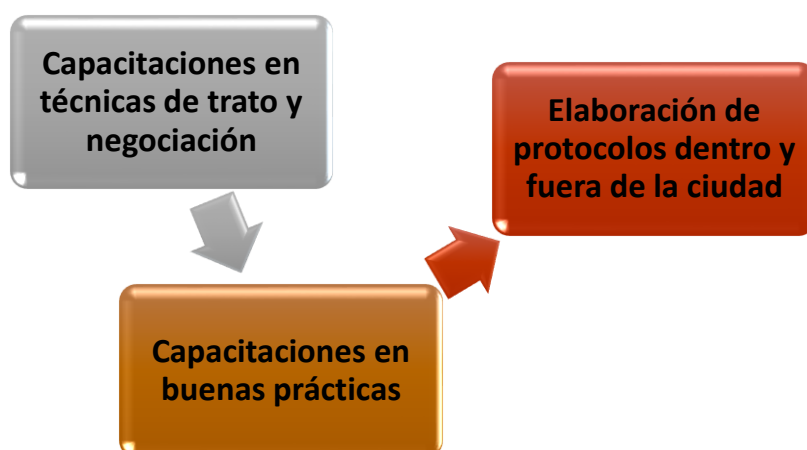 Capacitaciones en
técnicas de trato y
negociación
Capacitaciones en
buenas prácticas
Elaboración de
protocolos dentro y
fuera de la ciudad